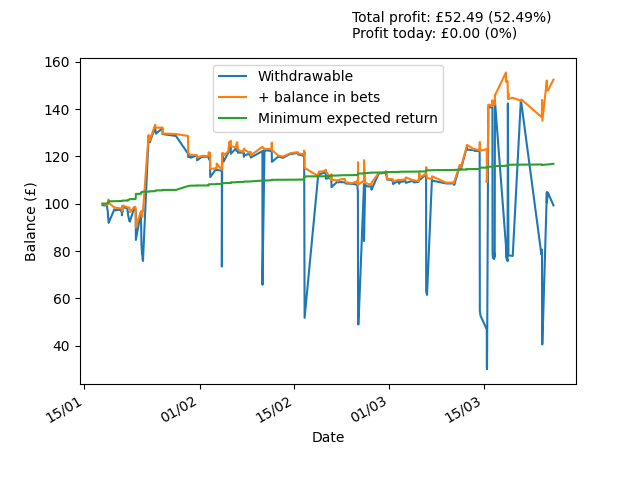 Total profit: £52.49 (52.49%)
Profit today: £0.00 (0%)
160
140
120
100
80
60
40
Balance (£)
Withdrawable
+ balance in bets
Minimum expected return
15/01
01/02
15/02
01/03
15/03
Date